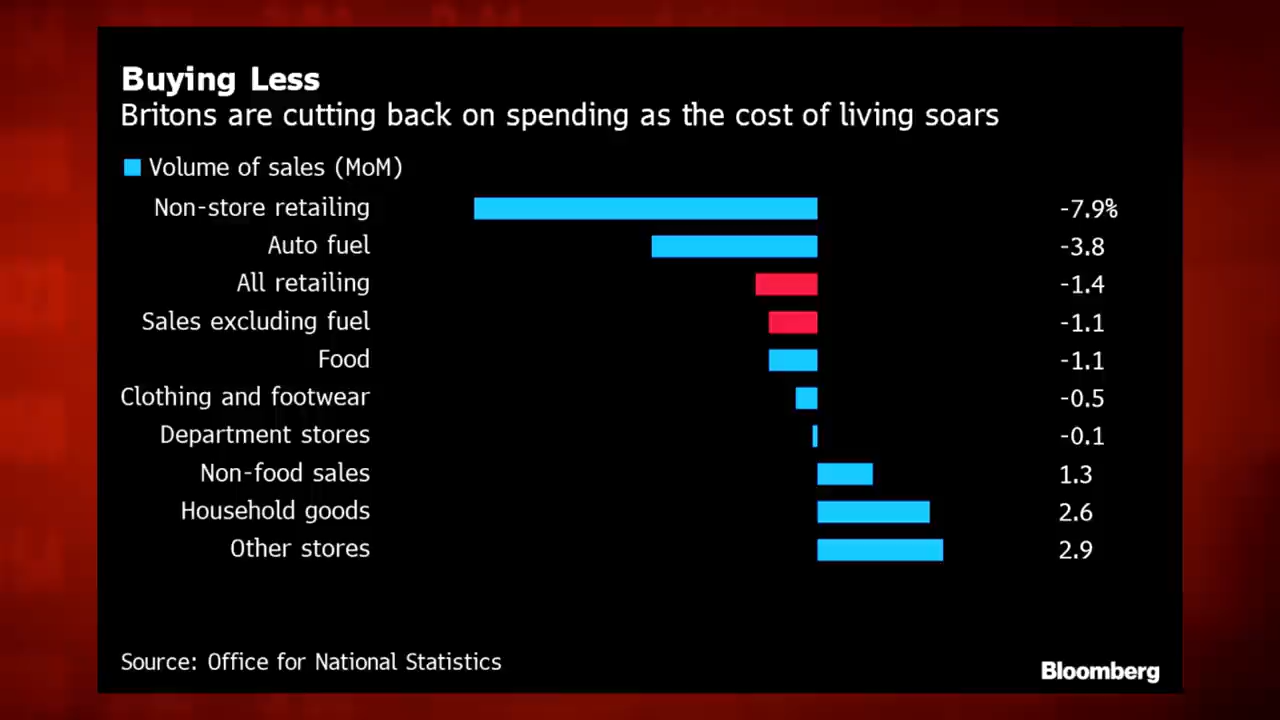 Buying Less
Britons are cutting back on spending as the cost of living soars
Volume of sales (MoM)
Non-store retailing -7.9%
Auto fuel -3.8
All retailing -1.4
Sales excluding fuel -1.1
Food -1.1
Clothing and footwear -0.5
Department stores -0.1
Non-food sales 1.3
Household goods 2.6
Other stores 2.9
Source: Office for National Statistics
Bloomberg